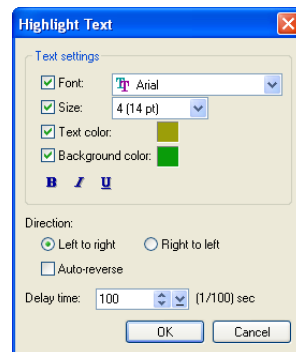 Highlight Text
Text settings
Font: Arial
Size: 4 (14 pt)
Text color:
Background color:
B I U
Direction:
Left to right Right to left
Auto-reverse
Delay time: 100 (1/100) sec
OK Cancel